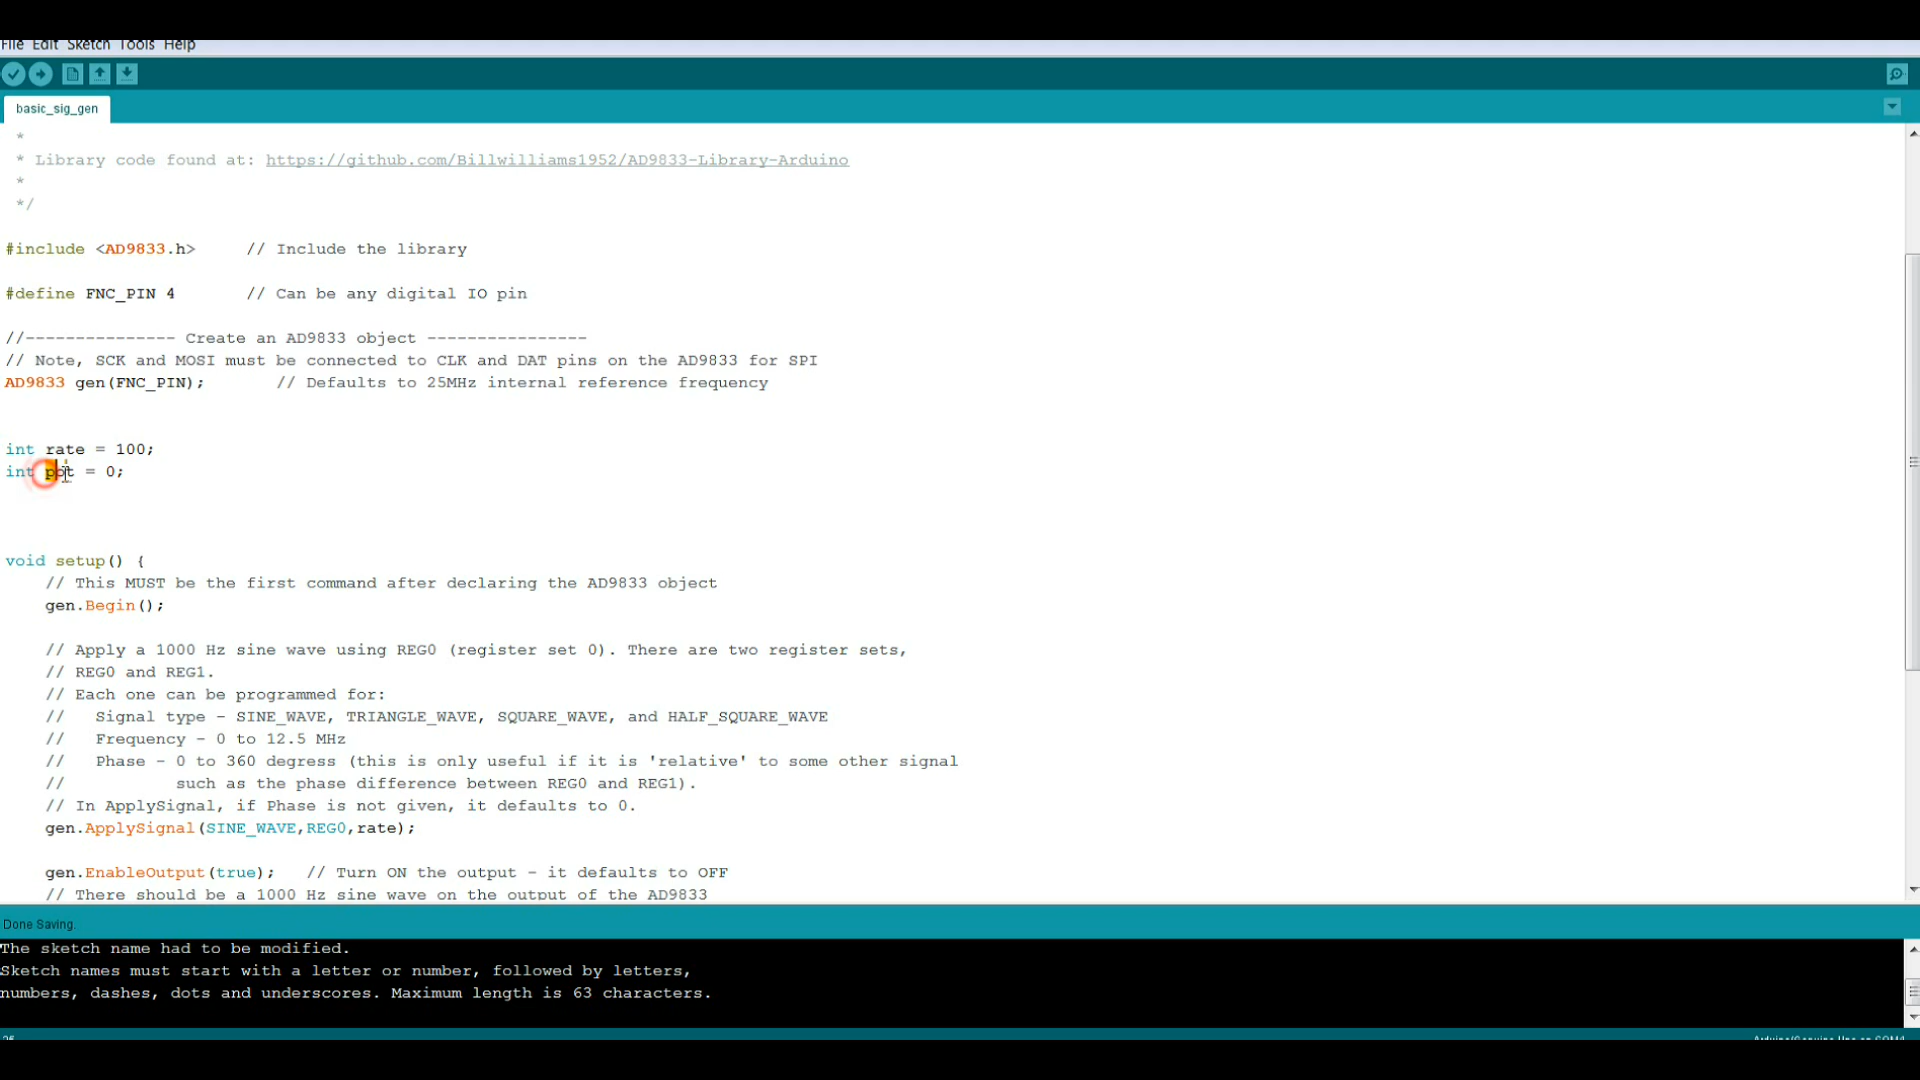 File Edit Sketch Tools Help
basic_sig_gen
*
* Library code found at: https://github.com/Billwilliams1952/AD9833-Library-Arduino
*
*/
#include <AD9833.h>     // Include the library
#define FNC_PIN 4       // Can be any digital IO pin
//--------------- Create an AD9833 object ----------------
// Note, SCK and MOSI must be connected to CLK and DAT pins on the AD9833 for SPI
AD9833 gen(FNC_PIN);       // Defaults to 25MHz internal reference frequency
int rate = 100;
int pot = 0;
void setup() {
// This MUST be the first command after declaring the AD9833 object
gen.Begin();
// Apply a 1000 Hz sine wave using REG0 (register set 0). There are two register sets,
// REG0 and REG1.
// Each one can be programmed for:
//   Signal type - SINE_WAVE, TRIANGLE_WAVE, SQUARE_WAVE, and HALF_SQUARE_WAVE
//   Frequency - 0 to 12.5 MHz
//   Phase - 0 to 360 degress (this is only useful if it is 'relative' to some other signal
//           such as the phase difference between REG0 and REG1).
// In ApplySignal, if Phase is not given, it defaults to 0.
gen.ApplySignal(SINE_WAVE,REG0,rate);
gen.EnableOutput(true);   // Turn ON the output - it defaults to OFF
// There should be a 1000 Hz sine wave on the output of the AD9833
Done Saving.
The sketch name had to be modified.
Sketch names must start with a letter or number, followed by letters,
numbers, dashes, dots and underscores. Maximum length is 63 characters.